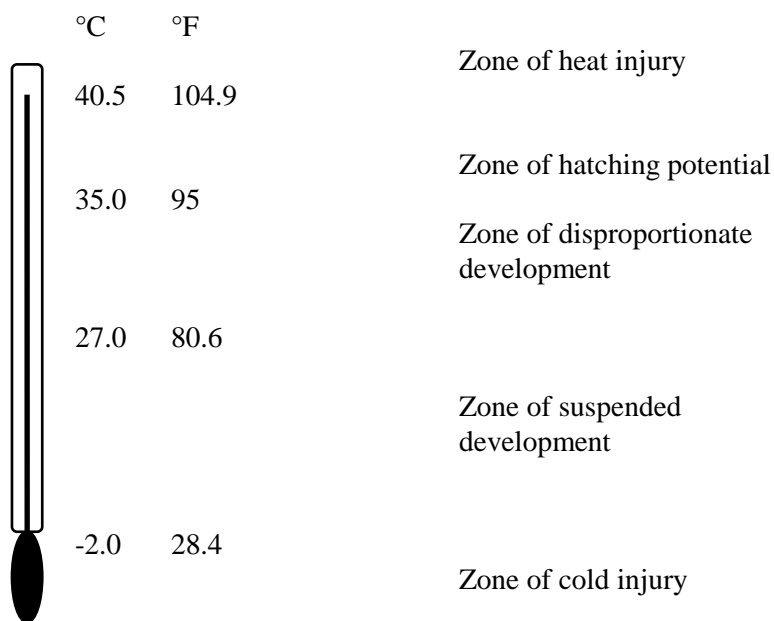 °C °F
Zone of heat injury
40.5 104.9
Zone of hatching potential
35.0 95
Zone of disproportionate
development
27.0 80.6
Zone of suspended
development
-2.0 28.4
Zone of cold injury